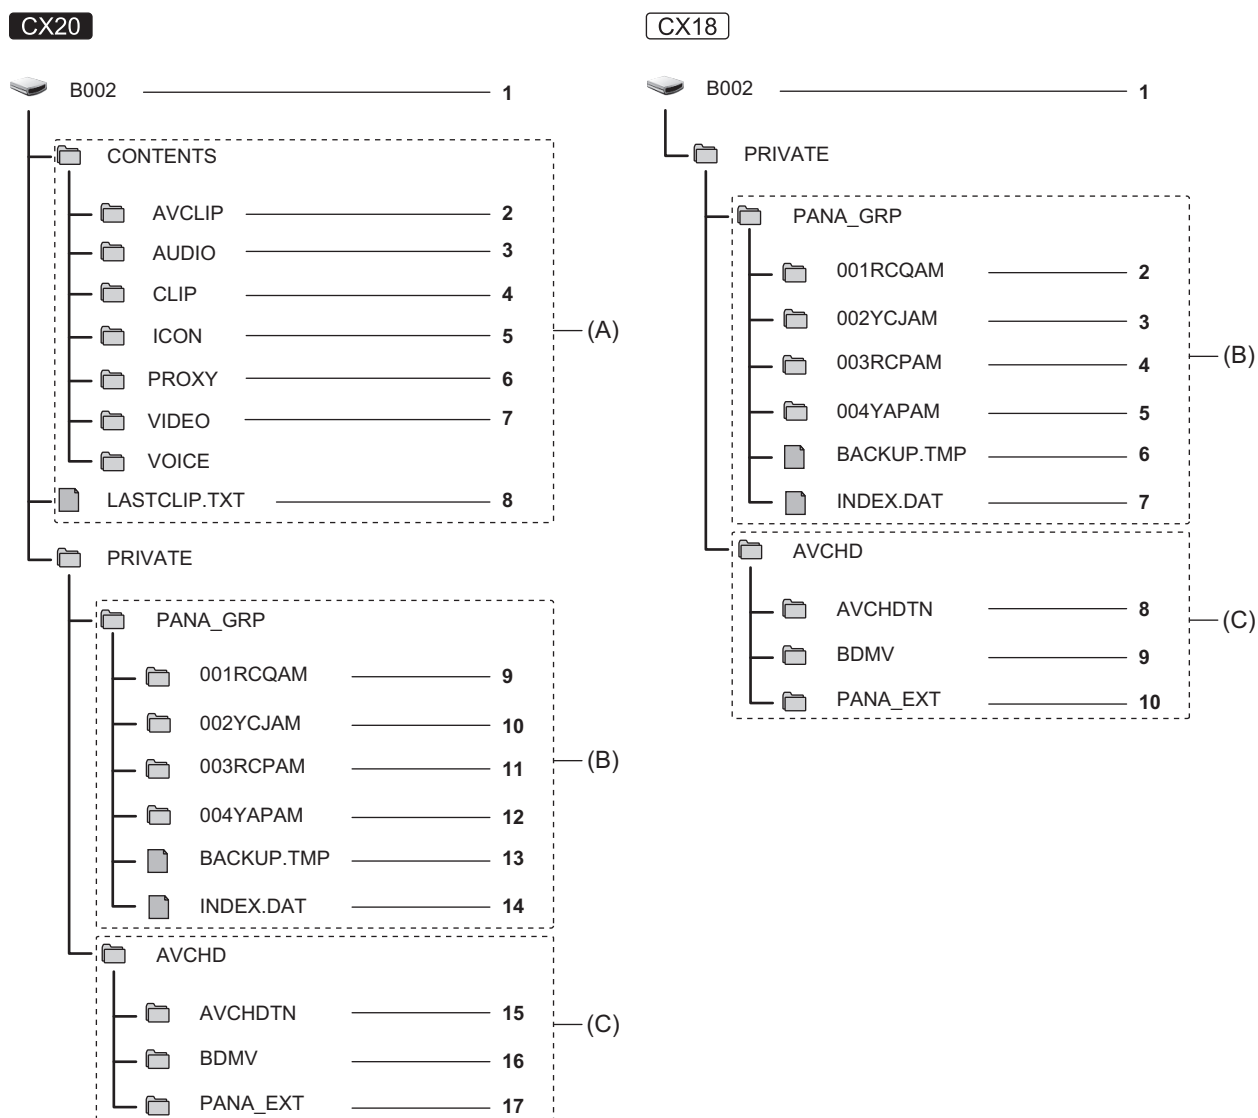 CX20
B002 1
CONTENTS
AVCLIP 2
AUDIO 3
CLIP 4
ICON 5
PROXY 6
VIDEO 7
VOICE
LASTCLIP.TXT 8
(A)
PRIVATE
PANA_GRP
001RCQAM 9
002YCJAM 10
003RCPAM 11
004YAPAM 12
BACKUP.TMP 13
INDEX.DAT 14
(B)
AVCHD
AVCHDTN 15
BDMV 16
PANA_EXT 17
(C)
CX18
B002 1
PRIVATE
PANA_GRP
001RCQAM 2
002YCJAM 3
003RCPAM 4
004YAPAM 5
BACKUP.TMP 6
INDEX.DAT 7
(B)
AVCHD
AVCHDTN 8
BDMV 9
PANA_EXT 10
(C)